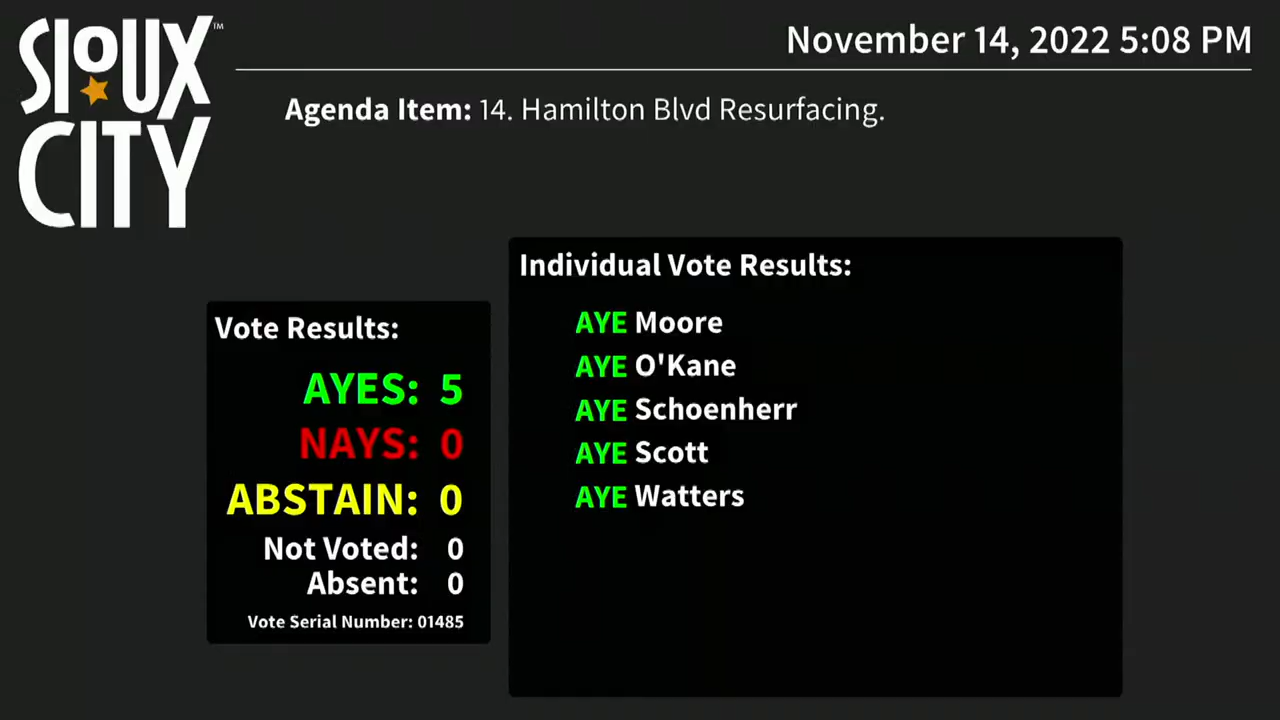 SIOUX
CITY
TM
November 14, 2022 5:08 PM
Agenda Item: 14. Hamilton Blvd Resurfacing.
Vote Results:
AYES: 5
NAYS: 0
ABSTAIN: 0
Not Voted: 0
Absent: 0
Vote Serial Number: 01485
Individual Vote Results:
AYE Moore
AYE O'Kane
AYE Schoenherr
AYE Scott
AYE Watters